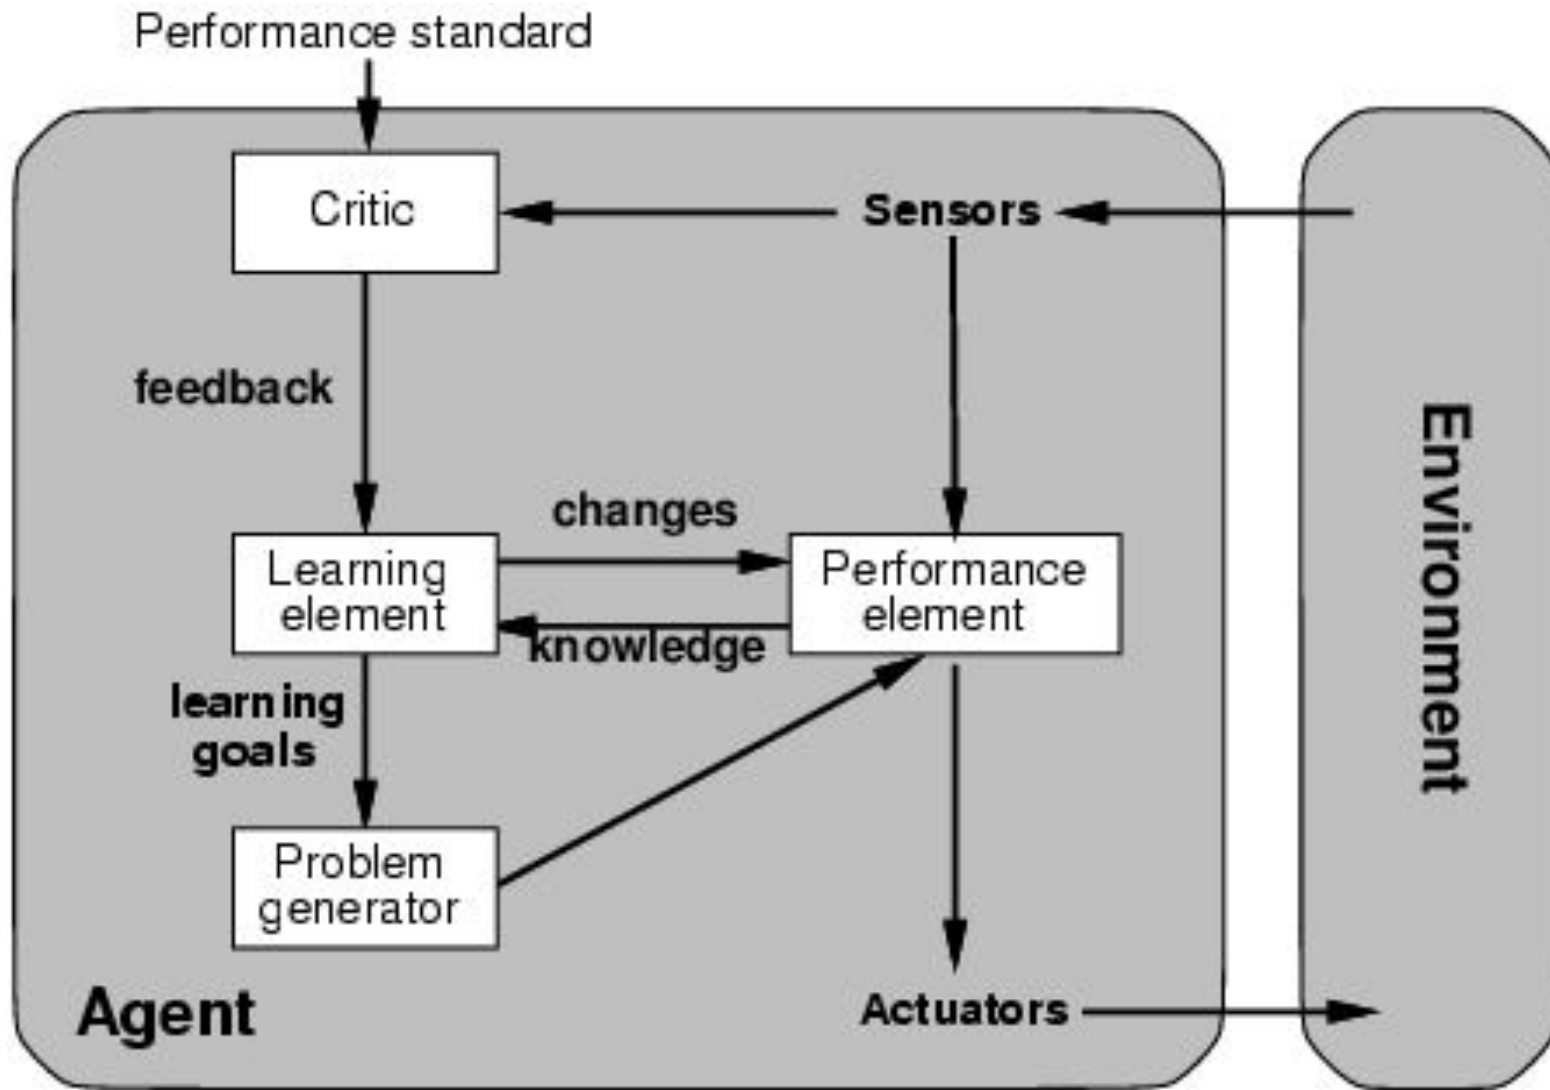 Performance standard
Critic
Sensors
feedback
changes
Learning
element
Performance
element
knowledge
learning
goals
Problem
generator
Agent
Actuators
Environment